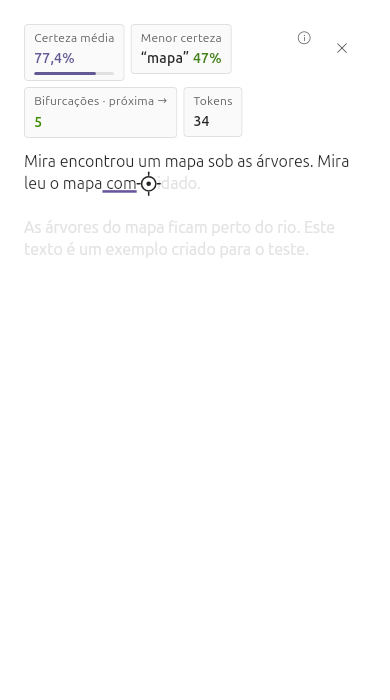 Certeza média
77,4%
Menor certeza
“mapa” 47%
Bifurcações · próxima →
5
Tokens
34
Mira encontrou um mapa sob as árvores. Mira
leu o mapa com cuidado.
As árvores do mapa ficam perto do rio. Este
texto é um exemplo criado para o teste.